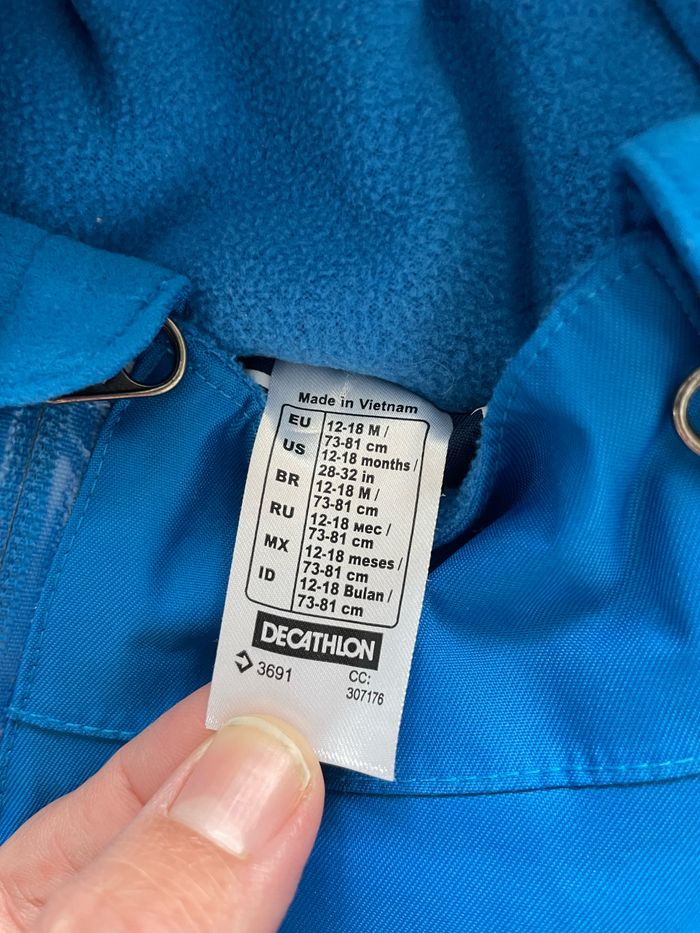 Made in Vietnam
EU 12-18 M /
73-81 cm
US 12-18 months /
28-32 in
BR 12-18 M /
73-81 cm
RU 12-18 мес /
73-81 cm
MX 12-18 meses /
73-81 cm
ID 12-18 Bulan /
73-81 cm
DECATHLON
3691 CC:
307176